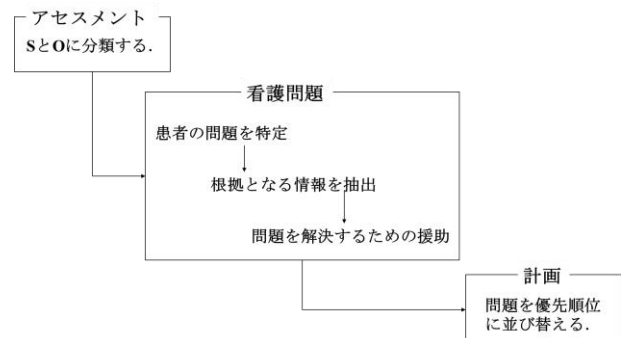 アセスメント
SとOに分類する.
看護問題
患者の問題を特定
根拠となる情報を抽出
問題を解決するための援助
計画
問題を優先順位
に並び替える.